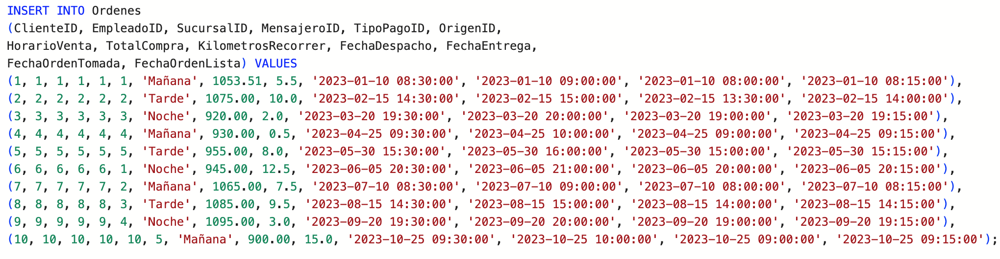 INSERT INTO Ordenes
(ClienteID, EmpleadoID, SucursalID, MensajeroID, TipoPagoID, OrigenID,
HorarioVenta, TotalCompra, KilometrosRecorrer, FechaDespacho, FechaEntrega,
FechaOrdenTomada, FechaOrdenLista) VALUES
(1, 1, 1, 1, 1, 1, 'Mañana', 1053.51, 5.5, '2023-01-10 08:30:00', '2023-01-10 09:00:00', '2023-01-10 08:00:00', '2023-01-10 08:15:00'),
(2, 2, 2, 2, 2, 2, 'Tarde', 1075.00, 10.0, '2023-02-15 14:30:00', '2023-02-15 15:00:00', '2023-02-15 13:30:00', '2023-02-15 14:00:00'),
(3, 3, 3, 3, 3, 3, 'Noche', 920.00, 2.0, '2023-03-20 19:30:00', '2023-03-20 20:00:00', '2023-03-20 19:00:00', '2023-03-20 19:15:00'),
(4, 4, 4, 4, 4, 4, 'Mañana', 930.00, 0.5, '2023-04-25 09:30:00', '2023-04-25 10:00:00', '2023-04-25 09:00:00', '2023-04-25 09:15:00'),
(5, 5, 5, 5, 5, 5, 'Tarde', 955.00, 8.0, '2023-05-30 15:30:00', '2023-05-30 16:00:00', '2023-05-30 15:00:00', '2023-05-30 15:15:00'),
(6, 6, 6, 6, 6, 1, 'Noche', 945.00, 12.5, '2023-06-05 20:30:00', '2023-06-05 21:00:00', '2023-06-05 20:00:00', '2023-06-05 20:15:00'),
(7, 7, 7, 7, 7, 2, 'Mañana', 1065.00, 7.5, '2023-07-10 08:30:00', '2023-07-10 09:00:00', '2023-07-10 08:00:00', '2023-07-10 08:15:00'),
(8, 8, 8, 8, 8, 3, 'Tarde', 1085.00, 9.5, '2023-08-15 14:30:00', '2023-08-15 15:00:00', '2023-08-15 14:00:00', '2023-08-15 14:15:00'),
(9, 9, 9, 9, 9, 4, 'Noche', 1095.00, 3.0, '2023-09-20 19:30:00', '2023-09-20 20:00:00', '2023-09-20 19:00:00', '2023-09-20 19:15:00'),
(10, 10, 10, 10, 10, 5, 'Mañana', 900.00, 15.0, '2023-10-25 09:30:00', '2023-10-25 10:00:00', '2023-10-25 09:00:00', '2023-10-25 09:15:00');